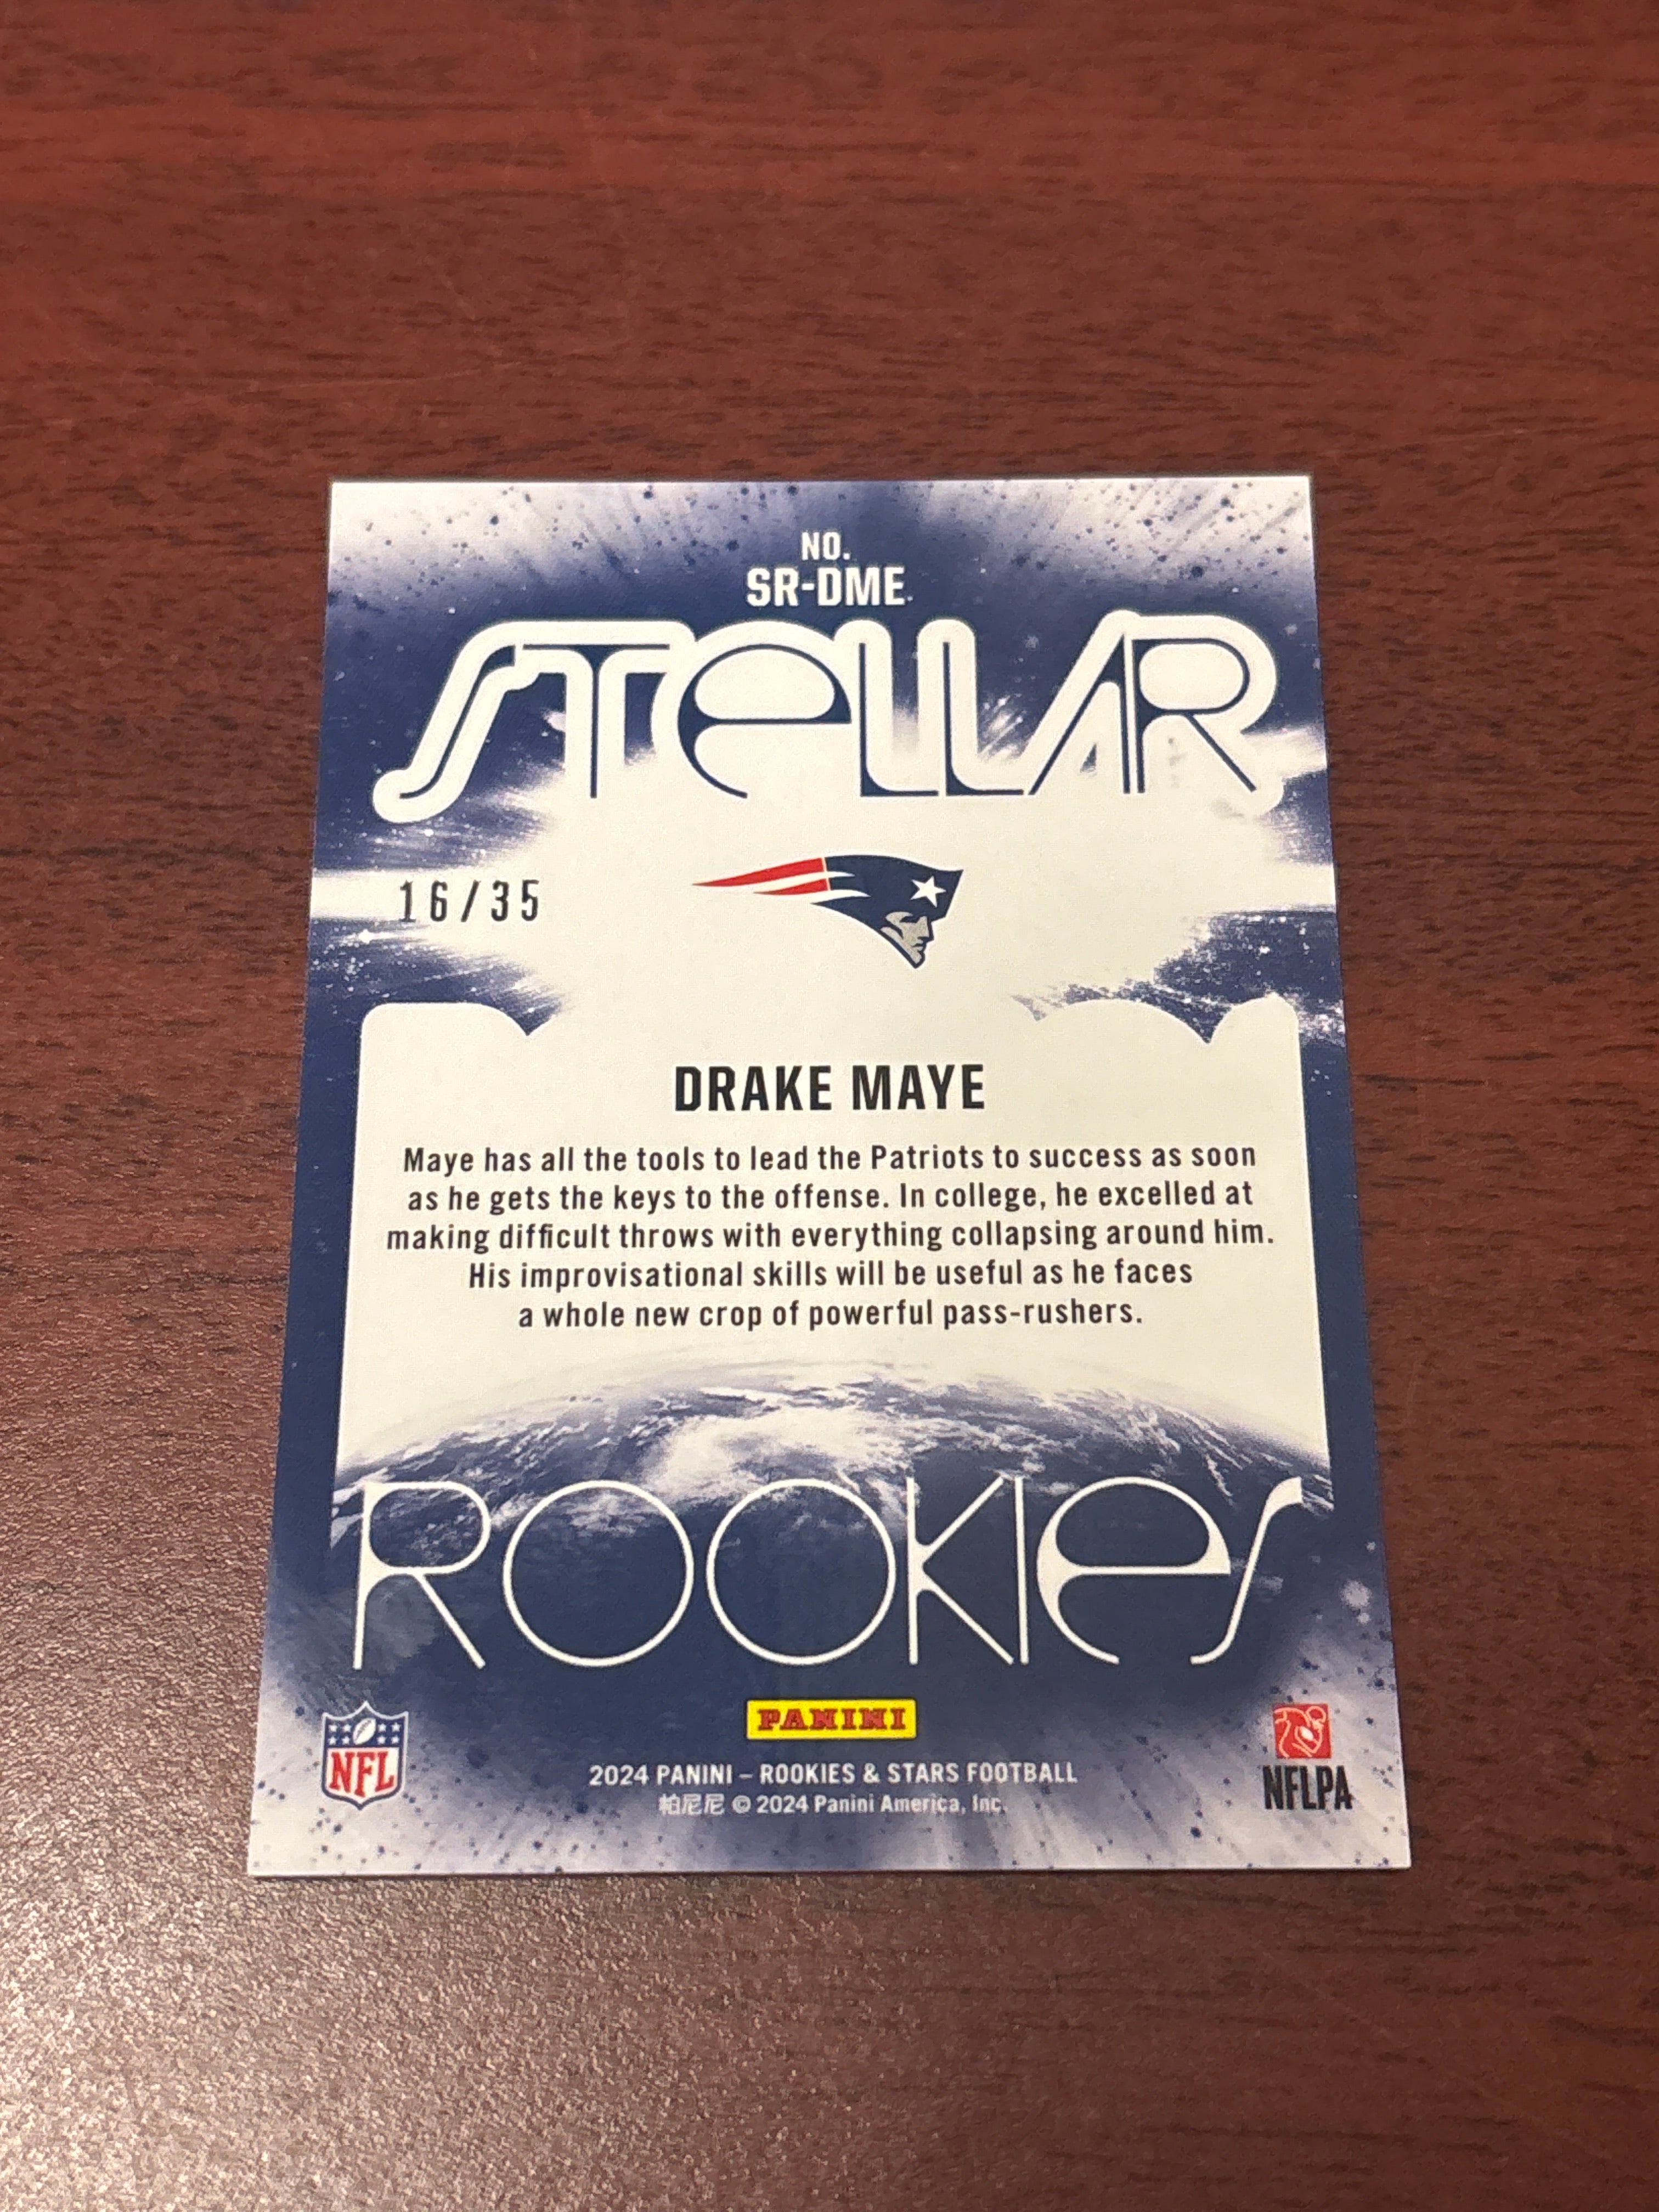 NO.
SR-DME
STELLAR
16/35
DRAKE MAYE
Maye has all the tools to lead the Patriots to success as soon
as he gets the keys to the offense. In college, he excelled at
making difficult throws with everything collapsing around him.
His improvisational skills will be useful as he faces
a whole new crop of powerful pass-rushers.
ROOKIES
PANINI
NFL
NFLPA
2024 PANINI – ROOKIES & STARS FOOTBALL
帕尼尼 © 2024 Panini America, Inc.